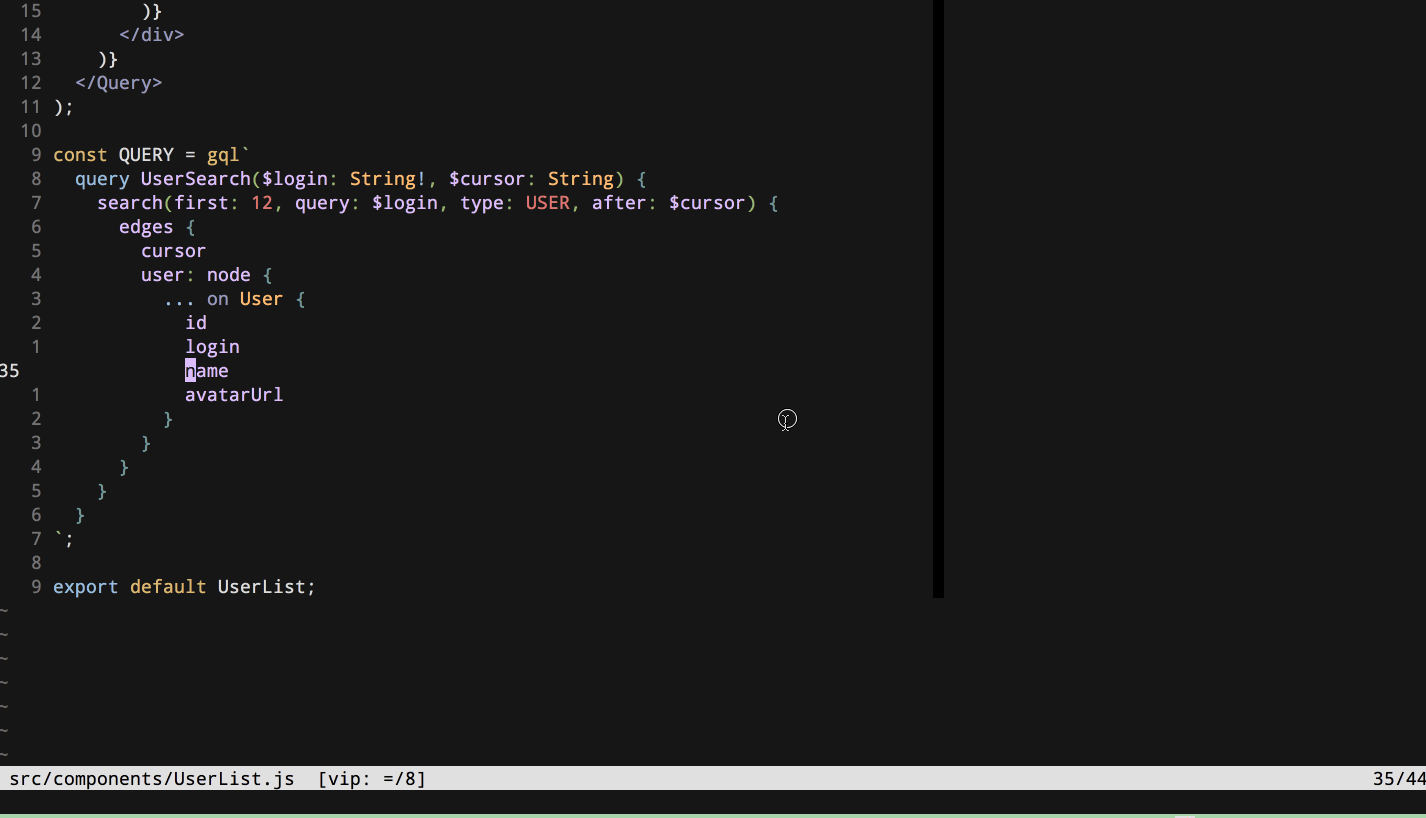 15         )}
14       </div>
13     )}
12   </Query>
11 );
10
9 const QUERY = gql`
8   query UserSearch($login: String!, $cursor: String) {
7     search(first: 12, query: $login, type: USER, after: $cursor) {
6       edges {
5         cursor
4         user: node {
3           ... on User {
2             id
1             login
35             name
1             avatarUrl
2           }
3         }
4       }
5     }
6   }
7 `;
8
9 export default UserList;
~
~
~
~
~
~
~
src/components/UserList.js  [vip: =/8] 35/44